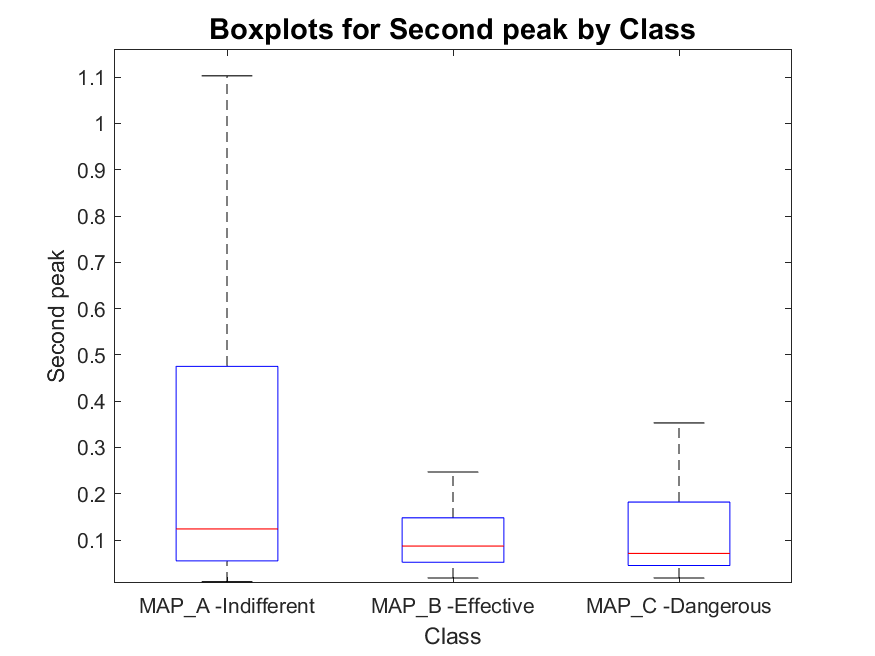 Boxplots for Second peak by Class
1.1
1
0.9
0.8
0.7
0.6
0.5
0.4
0.3
0.2
0.1
Second peak
MAP_A -Indifferent
MAP_B -Effective
MAP_C -Dangerous
Class